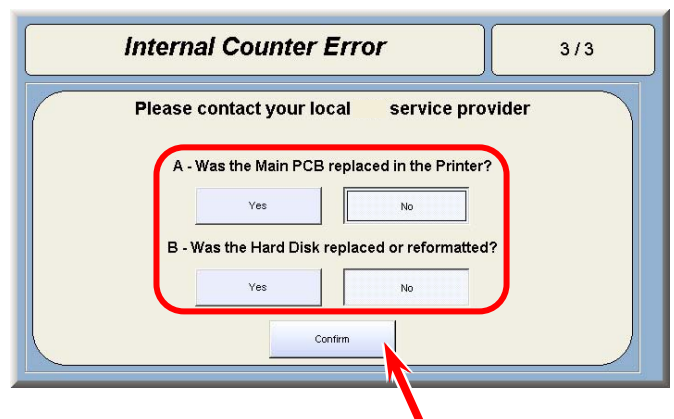 Internal Counter Error
3 / 3
Please contact your local service provider
A - Was the Main PCB replaced in the Printer?
Yes No
B - Was the Hard Disk replaced or reformatted?
Yes No
Confirm